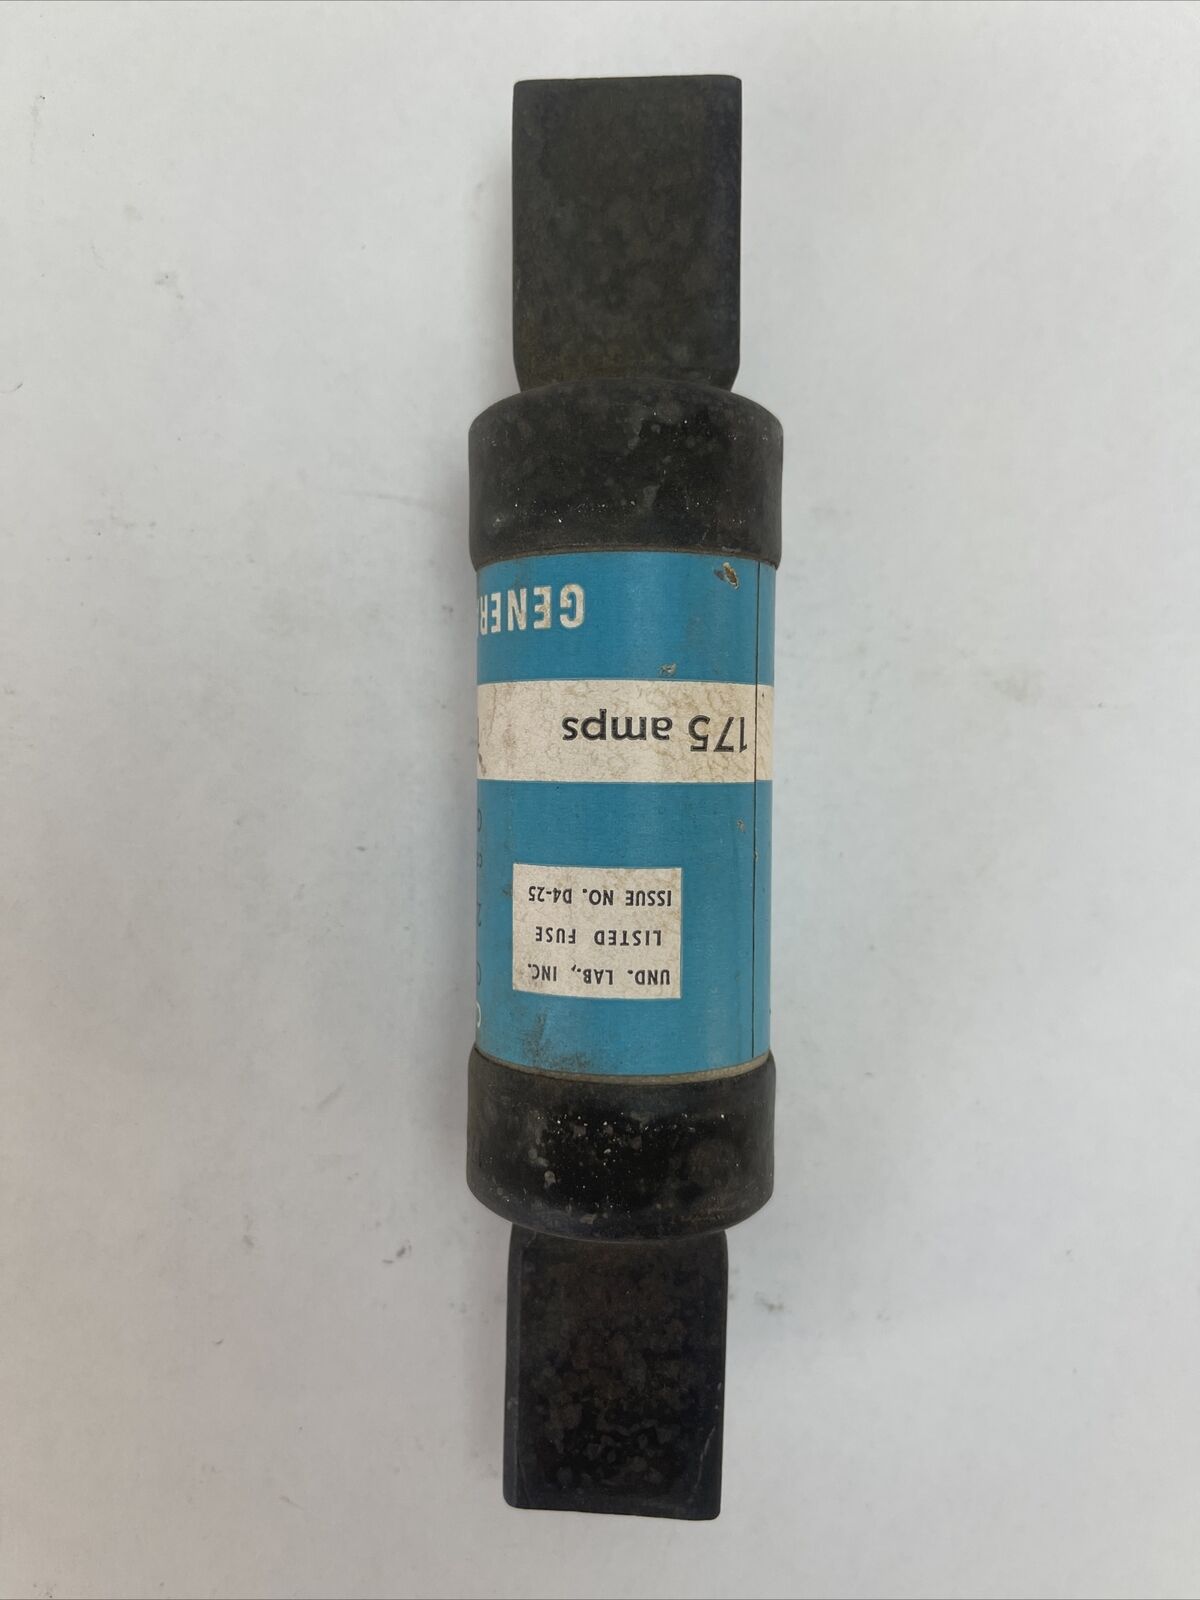 UND. LAB., INC.
LISTED FUSE
ISSUE NO. D4-25
175 amps
GENER